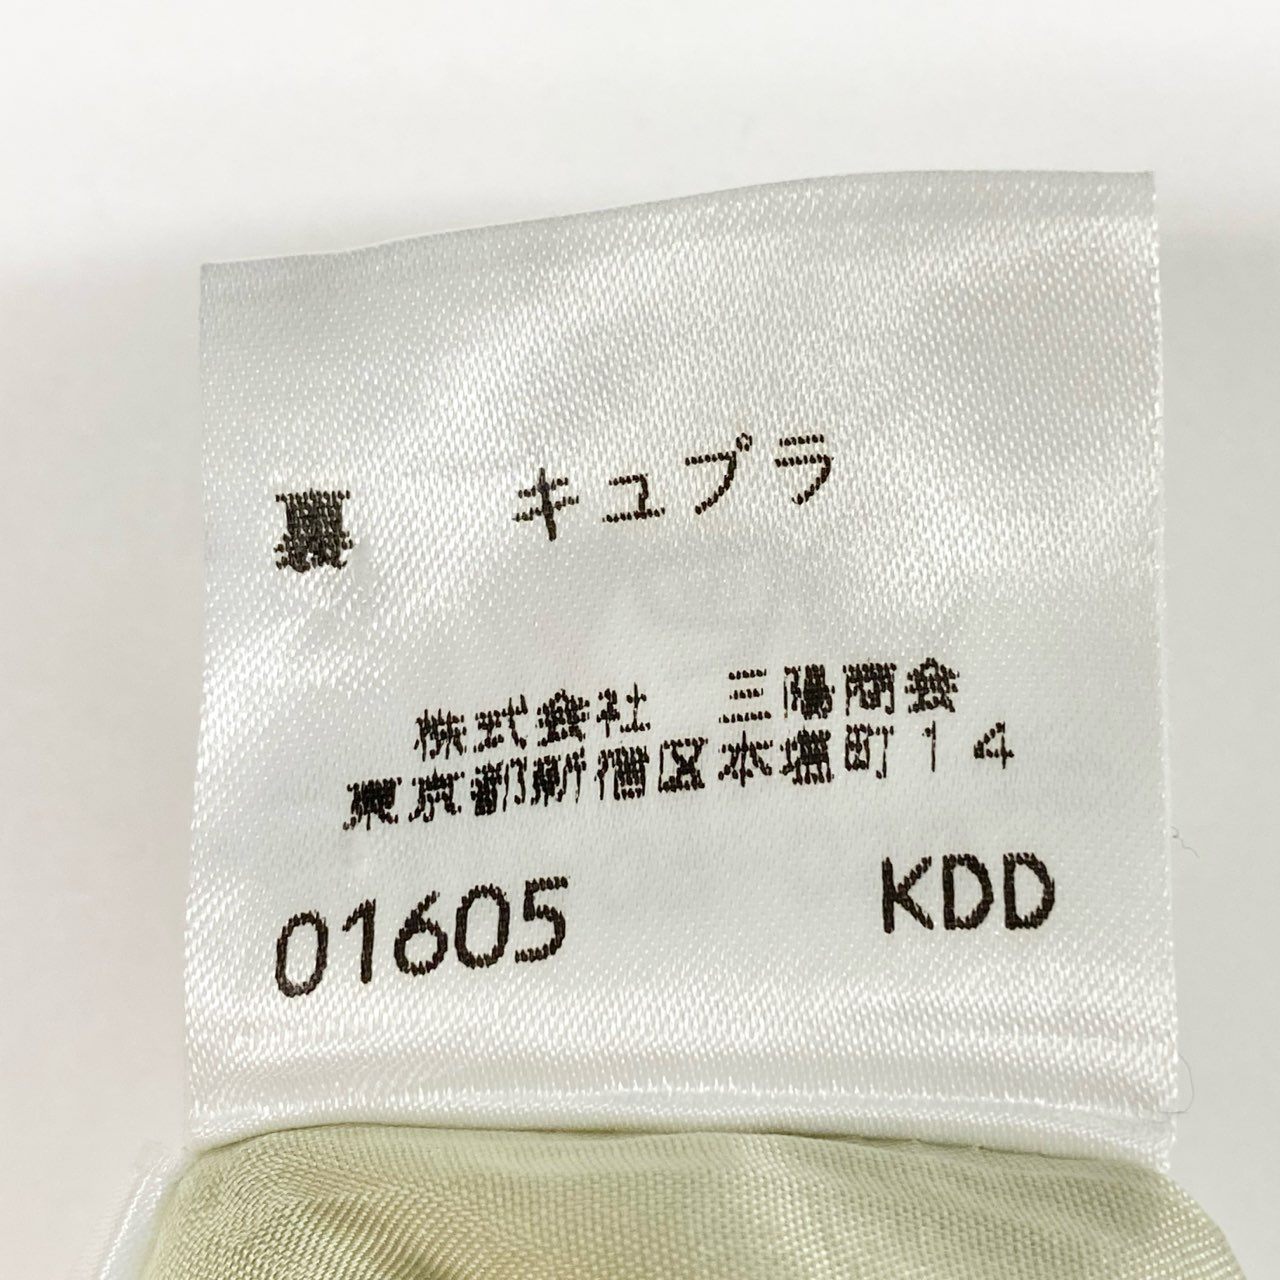 裏　キュプラ
株式会社　三陽商会
東京都新宿区本塩町14
01605　KDD